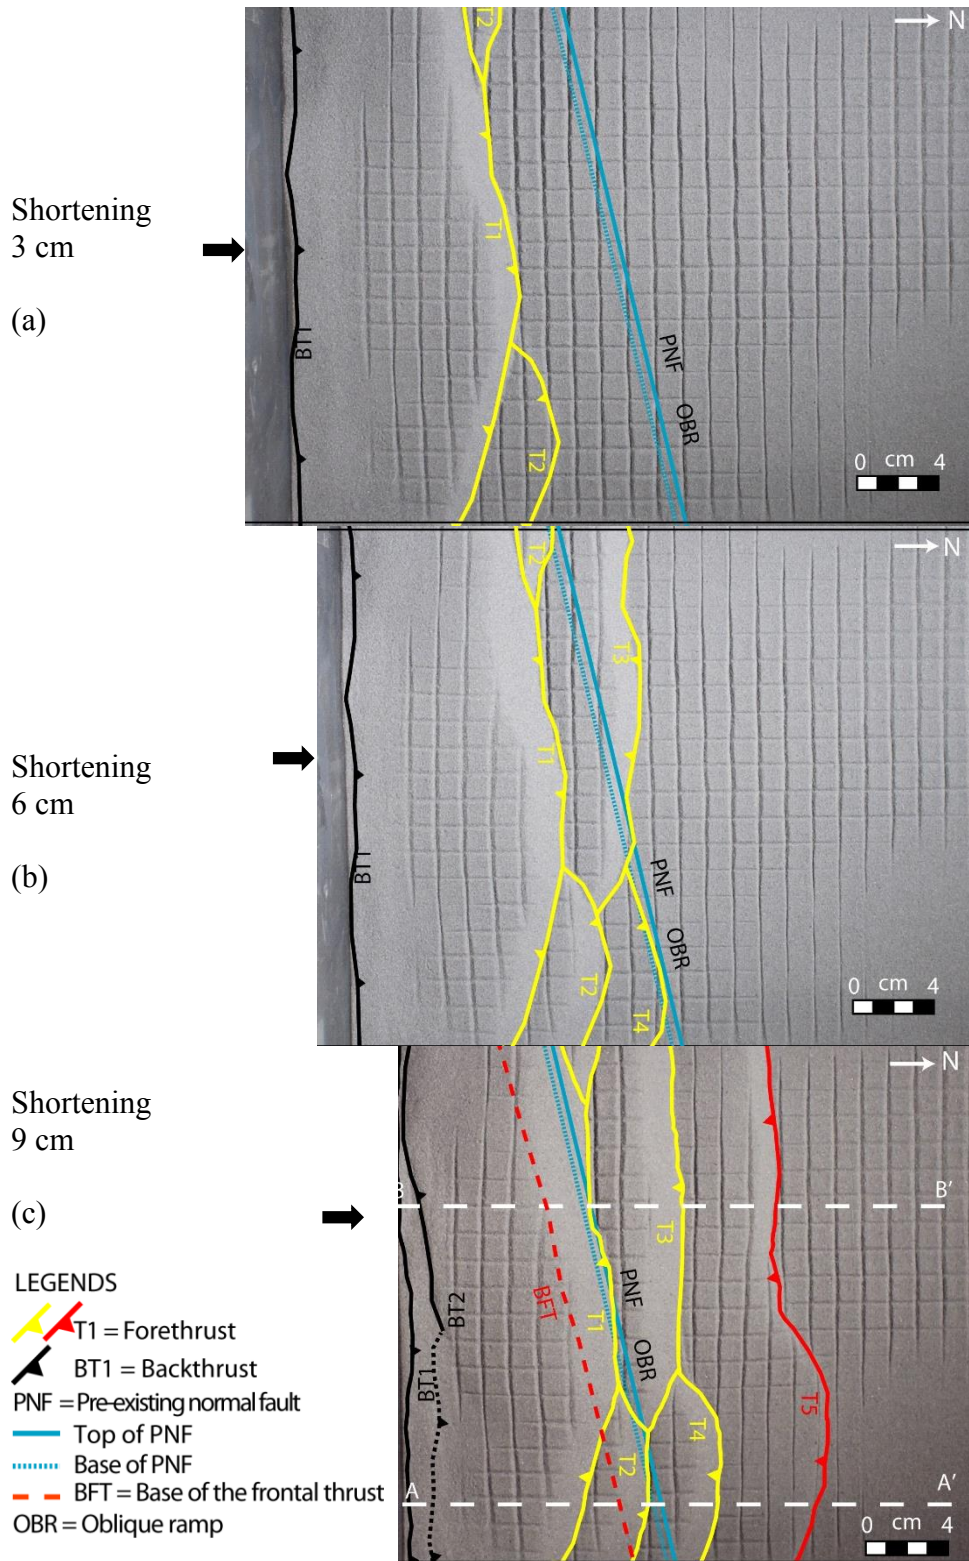 T2
N
Shortening
3 cm
T1
(a)
BT1
PNF
OBR
T2
0 cm 4
N
T2
T3
Shortening
6 cm
T1
(b)
BT1
PNF
OBR
T2
T4
0 cm 4
Shortening
9 cm
N
(c)
B
B'
T3
PNF
BFT
T1
BT2
OBR
BT1
T5
T4
T2
A
A'
0 cm 4
LEGENDS
T1 = Forethrust
BT1 = Backthrust
PNF = Pre-existing normal fault
Top of PNF
Base of PNF
BFT = Base of the frontal thrust
OBR = Oblique ramp